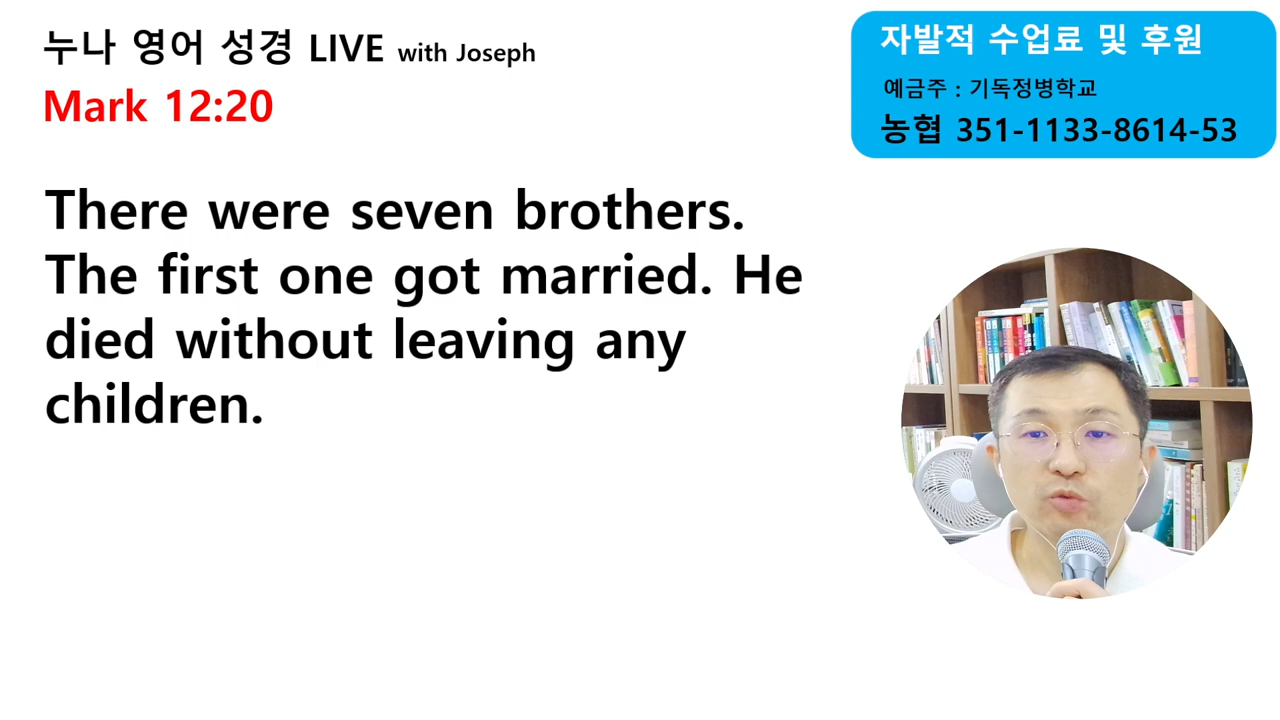 누나 영어 성경 LIVE with Joseph
Mark 12:20
자발적 수업료 및 후원
예금주 : 기독정병학교
농협 351-1133-8614-53
There were seven brothers.
The first one got married. He
died without leaving any
children.